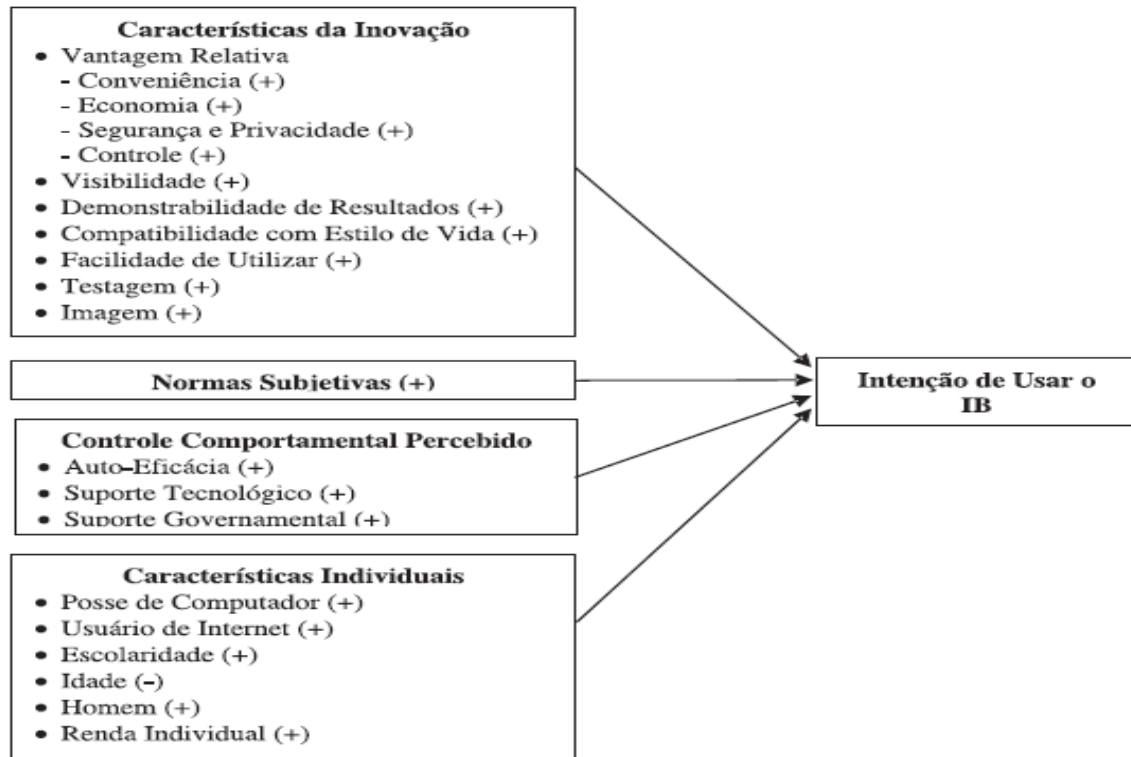 Características da Inovação
• Vantagem Relativa
- Conveniência (+)
- Economia (+)
- Segurança e Privacidade (+)
- Controle (+)
• Visibilidade (+)
• Demonstrabilidade de Resultados (+)
• Compatibilidade com Estilo de Vida (+)
• Facilidade de Utilizar (+)
• Testagem (+)
• Imagem (+)
Normas Subjetivas (+)
Controle Comportamental Percebido
• Auto-Eficácia (+)
• Suporte Tecnológico (+)
• Suporte Governamental (+)
Características Individuais
• Posse de Computador (+)
• Usuário de Internet (+)
• Escolaridade (+)
• Idade (-)
• Homem (+)
• Renda Individual (+)
Intenção de Usar o
IB